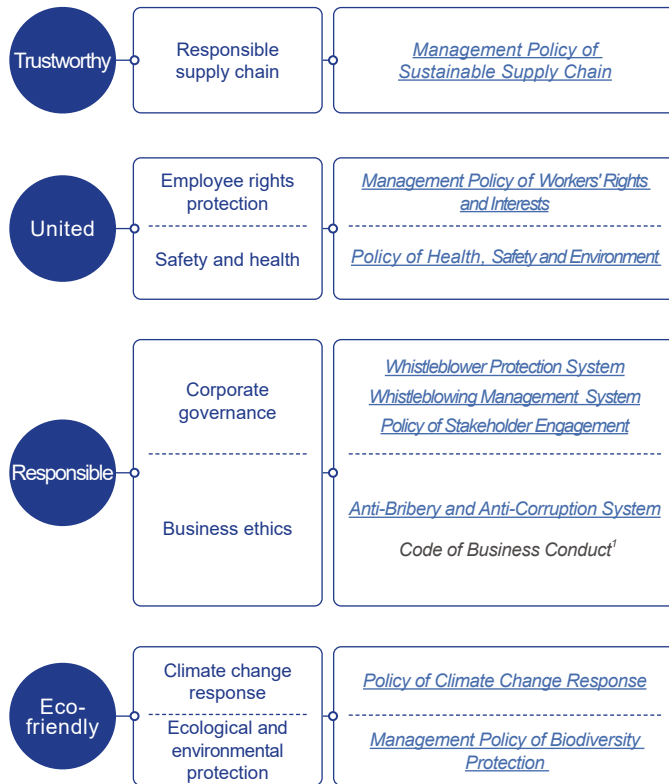 Trustworthy
Responsible
supply chain
Management Policy of
Sustainable Supply Chain
United
Employee rights
protection
Management Policy of Workers' Rights
and Interests
Safety and health
Policy of Health, Safety and Environment
Responsible
Corporate
governance
Whistleblower Protection System
Whistleblowing Management System
Policy of Stakeholder Engagement
Business ethics
Anti-Bribery and Anti-Corruption System
Code of Business Conduct¹
Eco-
friendly
Climate change
response
Policy of Climate Change Response
Ecological and
environmental
protection
Management Policy of Biodiversity
Protection